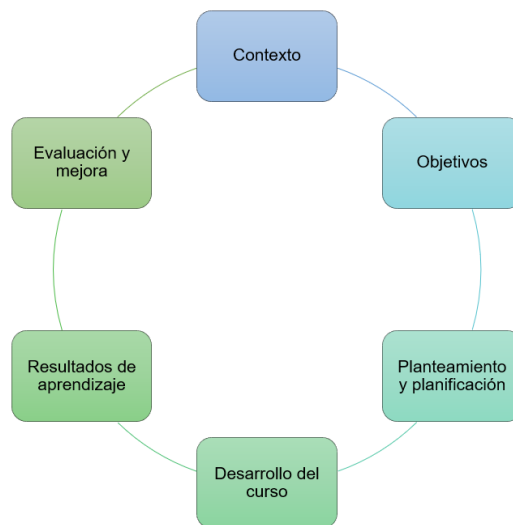 Contexto
Objetivos
Planteamiento
y planificación
Desarrollo del
curso
Resultados de
aprendizaje
Evaluación y
mejora